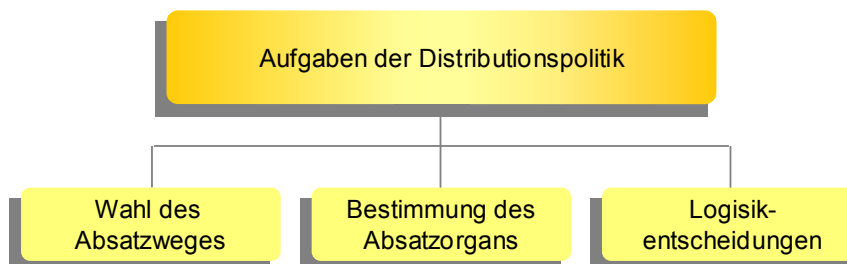 Aufgaben der Distributionspolitik
Wahl des
Absatzweges
Bestimmung des
Absatzorgans
Logisik-
entscheidungen